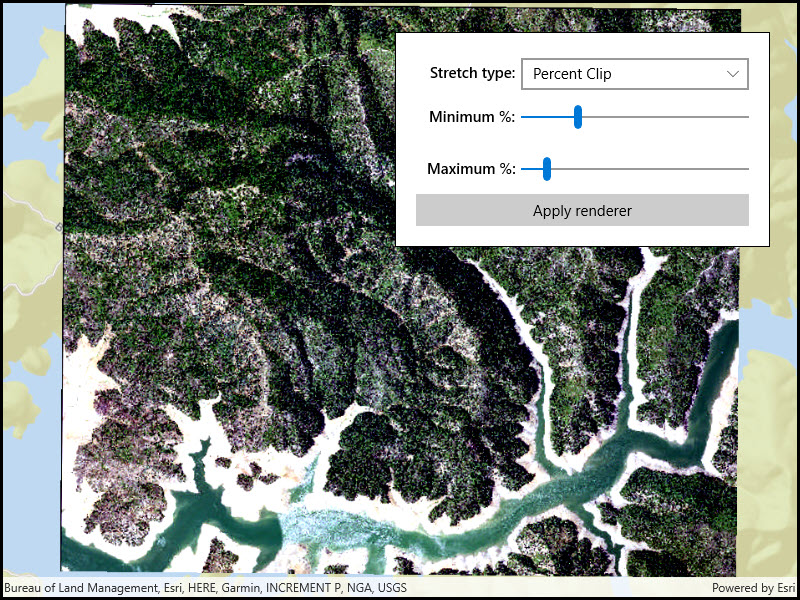 Stretch type: Percent Clip
Minimum %:
Maximum %:
Apply renderer
Bureau of Land Management, Esri, HERE, Garmin, INCREMENT P, NGA, USGS Powered by Esri